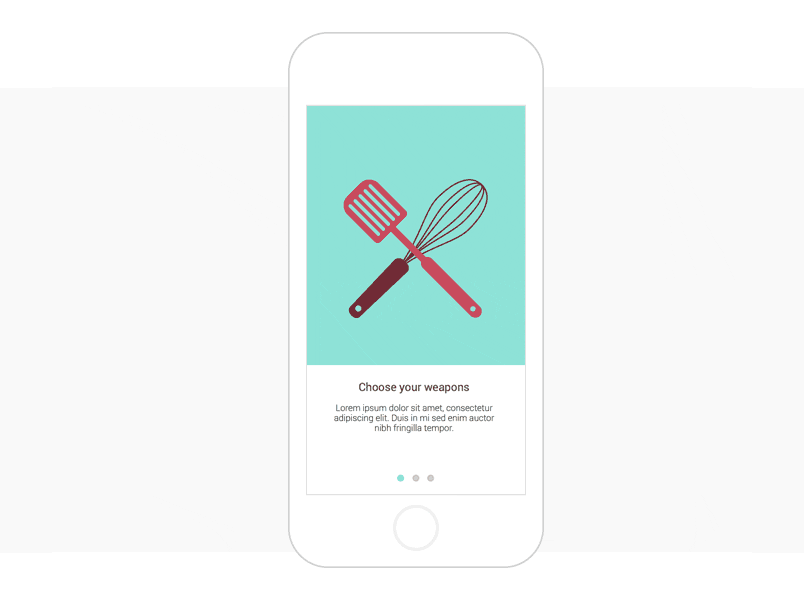 Choose your weapons
Lorem ipsum dolor sit amet, consectetur
adipiscing elit. Duis in mi sed enim auctor
nibh fringilla tempor.